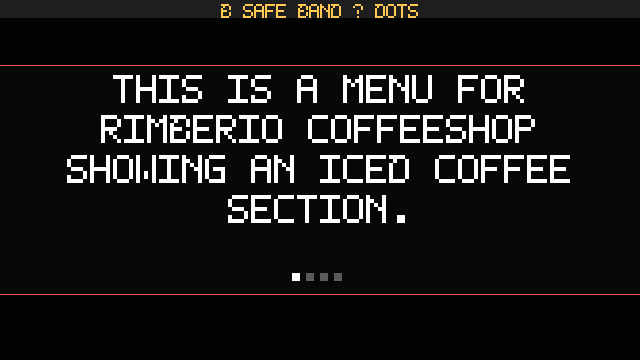 B SAFE BAND ? DOTS
THIS IS A MENU FOR
RIMBERIO COFFEESHOP
SHOWING AN ICED COFFEE
SECTION.